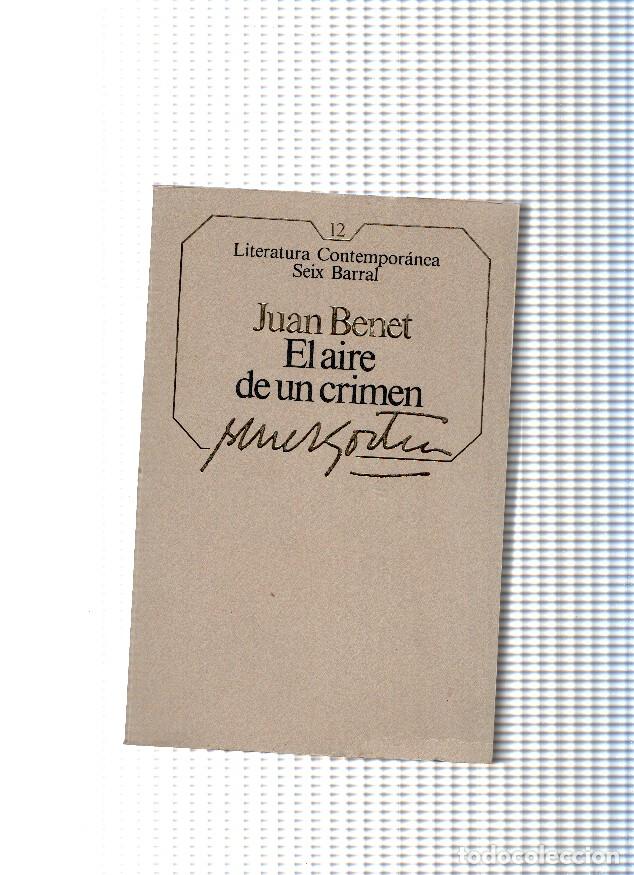 12
Literatura Contemporánea
Seix Barral
Juan Benet
El aire
de un crimen
todocoleccion